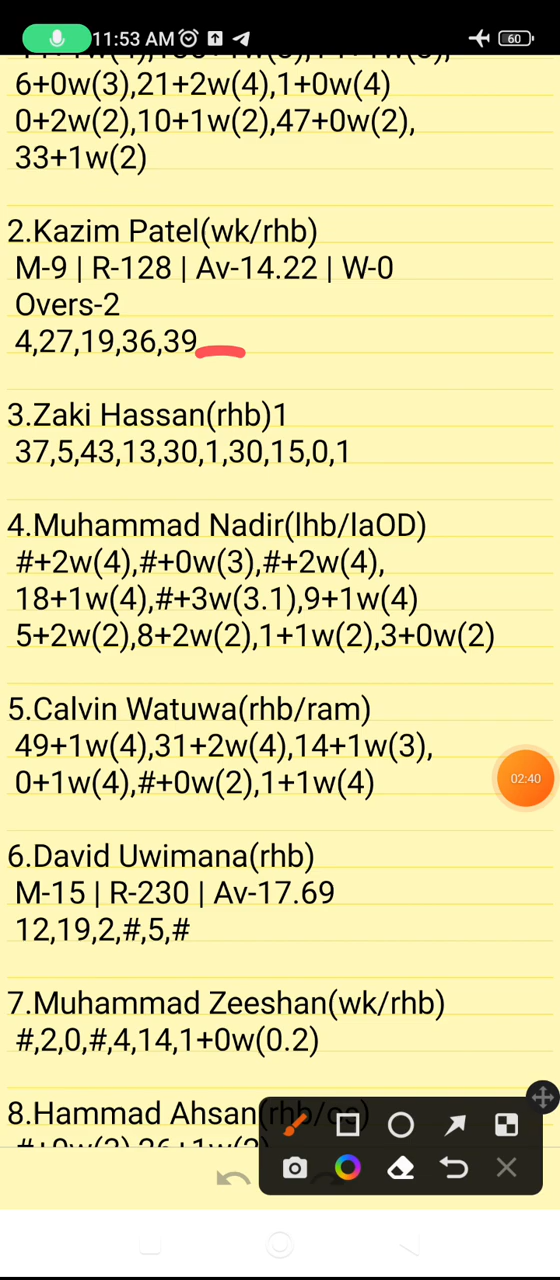 11:53 AM
60
6+0w(3),21+2w(4),1+0w(4)
0+2w(2),10+1w(2),47+0w(2),
33+1w(2)
2.Kazim Patel(wk/rhb)
M-9 | R-128 | Av-14.22 | W-0
Overs-2
4,27,19,36,39
3.Zaki Hassan(rhb)1
37,5,43,13,30,1,30,15,0,1
4.Muhammad Nadir(lhb/laOD)
#+2w(4),#+0w(3),#+2w(4),
18+1w(4),#+3w(3.1),9+1w(4)
5+2w(2),8+2w(2),1+1w(2),3+0w(2)
5.Calvin Watuwa(rhb/ram)
49+1w(4),31+2w(4),14+1w(3),
0+1w(4),#+0w(2),1+1w(4)
02:40
6.David Uwimana(rhb)
M-15 | R-230 | Av-17.69
12,19,2,#,5,#
7.Muhammad Zeeshan(wk/rhb)
#,2,0,#,4,14,1+0w(0.2)
8.Hammad Ahsan(rhb/os)